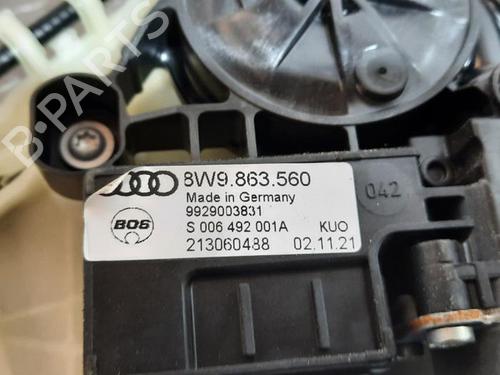 B-PARTS
8W9.863.560
Made in Germany
9929003831
BOS
S 006 492 001A KUO
213060488 02.11.21
042